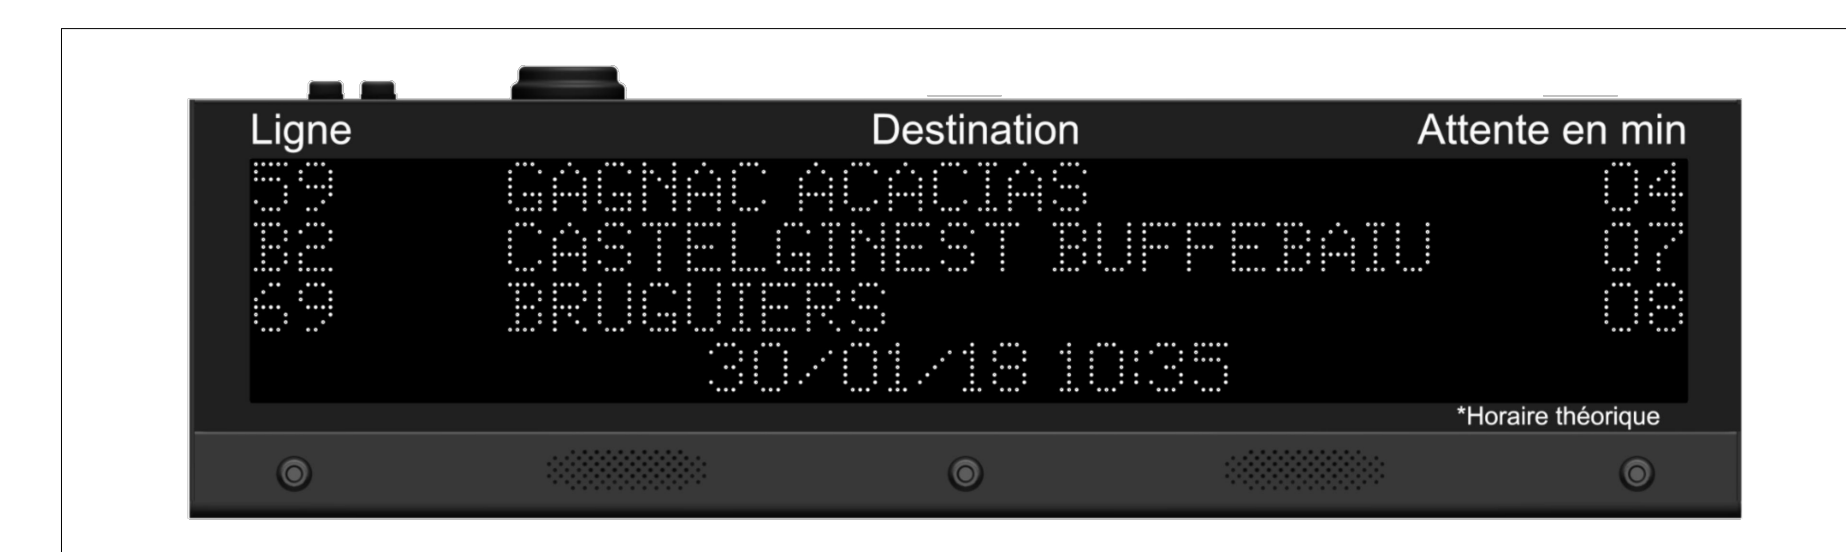 Ligne Destination Attente en min
59 GAGNAC ACACIAS 04
B2 CASTELGINEST BUFFEBAIU 07
69 BRUGUIERS 08
30/01/18 10:35
*Horaire théorique